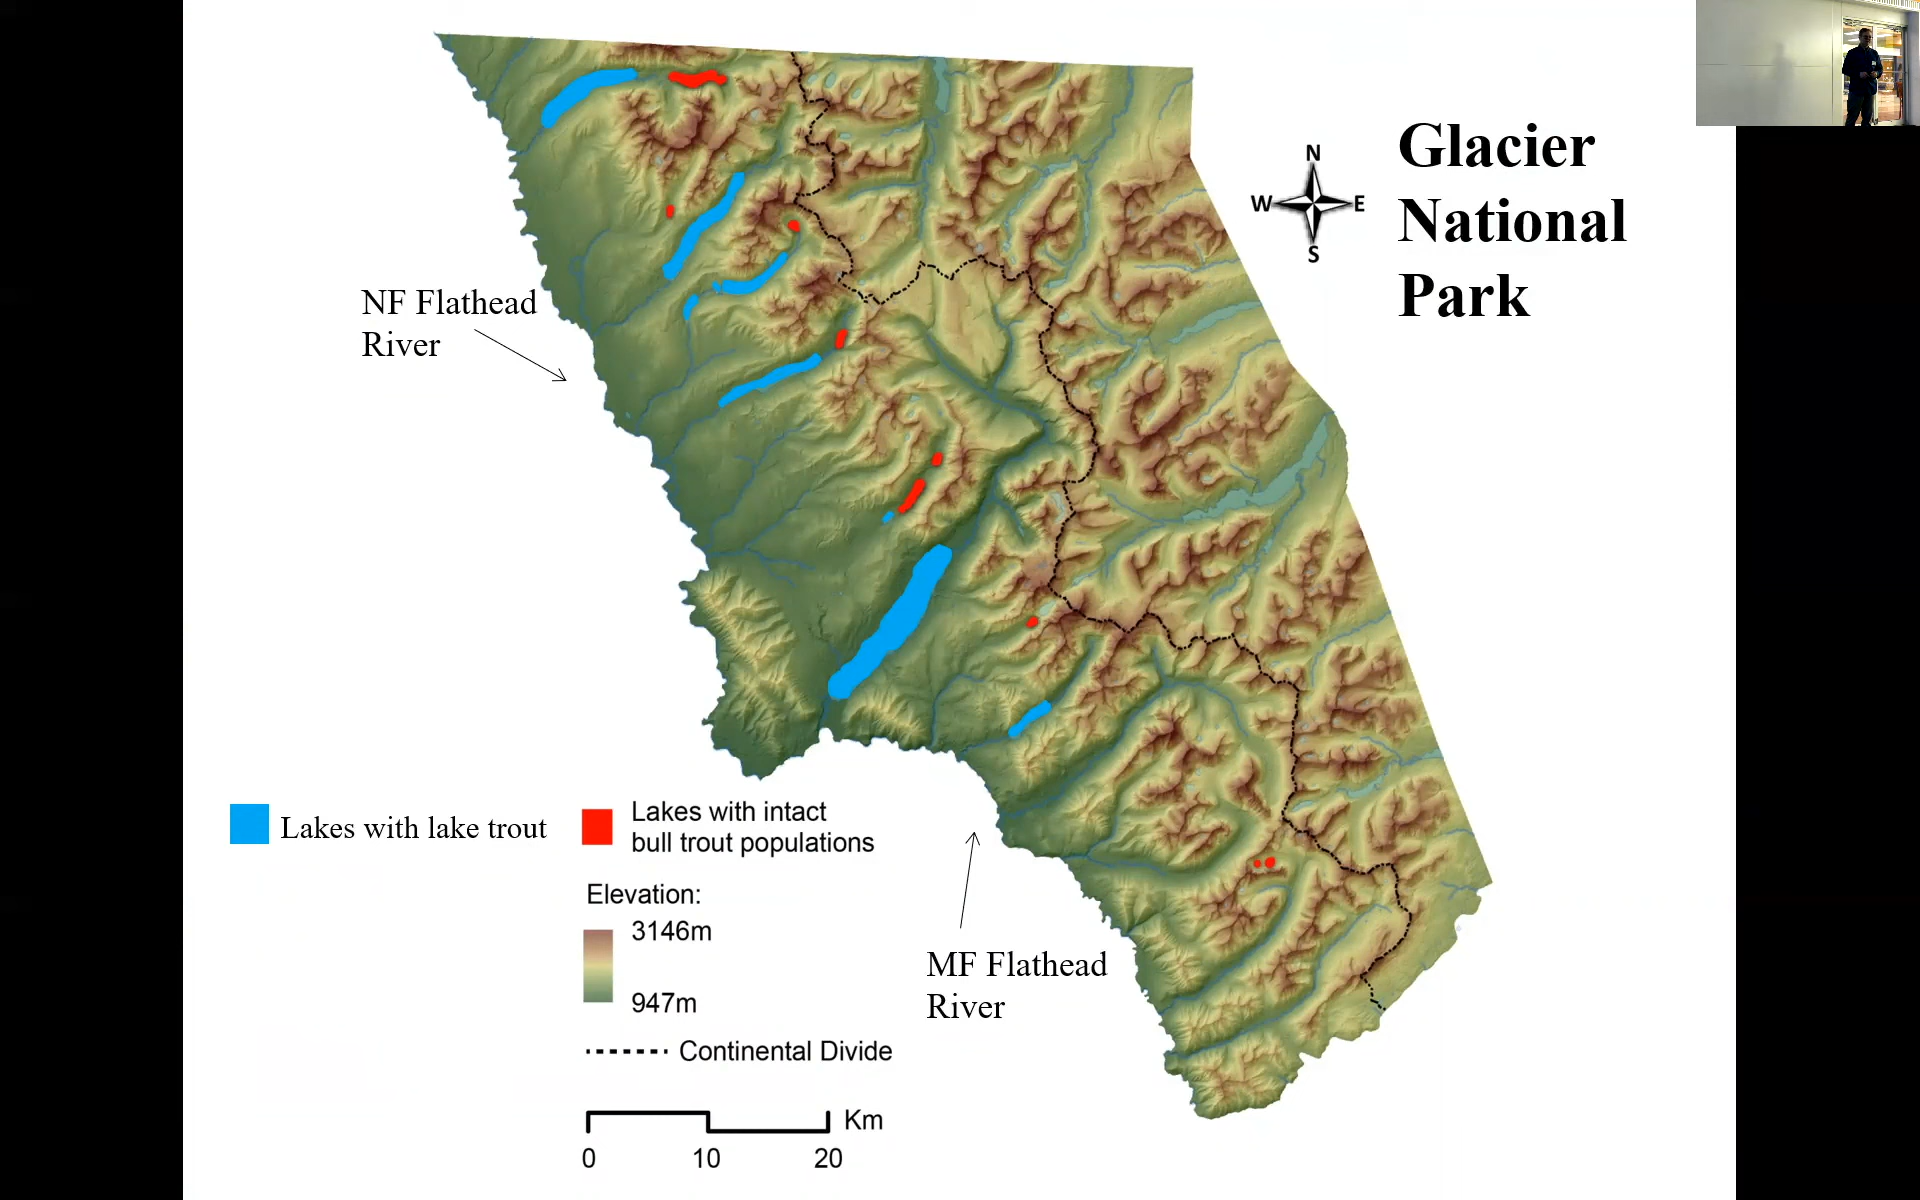 Glacier
National
Park
N
W
E
S
NF Flathead
River
Lakes with lake trout
Lakes with intact
bull trout populations
Elevation:
3146m
947m
Continental Divide
Km
0 10 20
MF Flathead
River